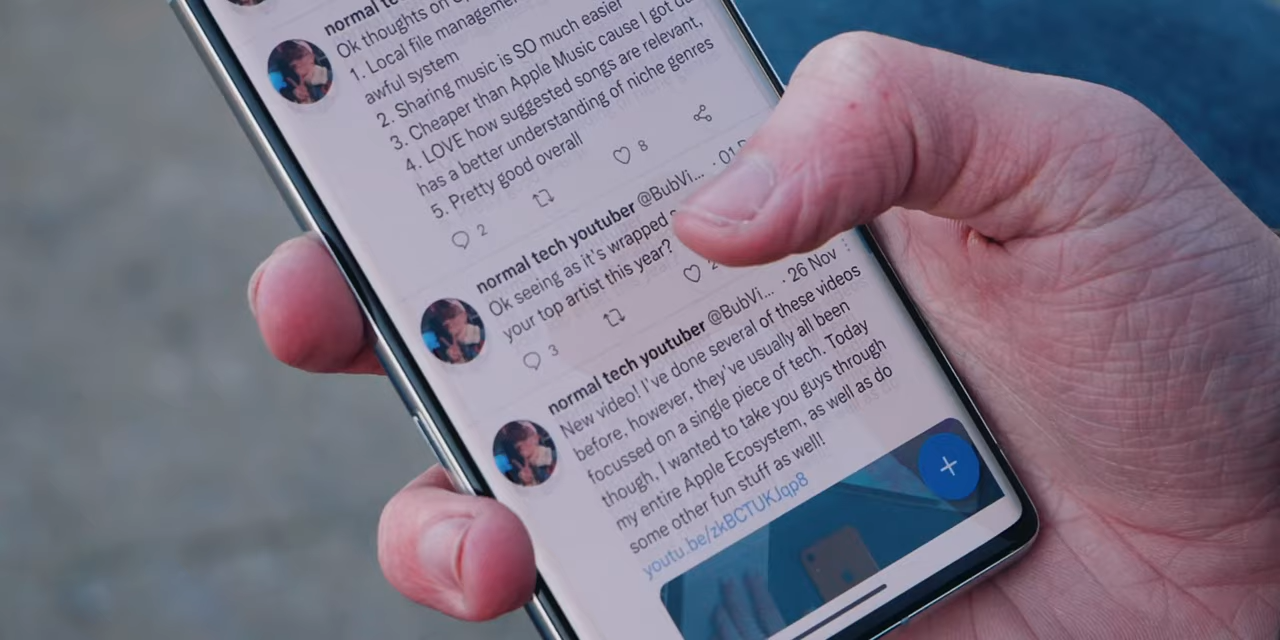 normal
Ok thoughts on
1. Local file management
awful system
2. Sharing music is SO much easier
3. Cheaper than Apple Music cause I got
4. LOVE how suggested songs are relevant,
has a better understanding of niche genres
5. Pretty good overall
2
8
normal tech youtuber @BubVi... · 01
Ok seeing as it's wrapped
your top artist this year?
3
normal tech youtuber @BubVi... · 26 Nov
New video! I've done several of these videos
before, however, they've usually all been
focussed on a single piece of tech. Today
though, I wanted to take you guys through
my entire Apple Ecosystem, as well as do
some other fun stuff as well!
youtu.be/zkBCTUKJqp8